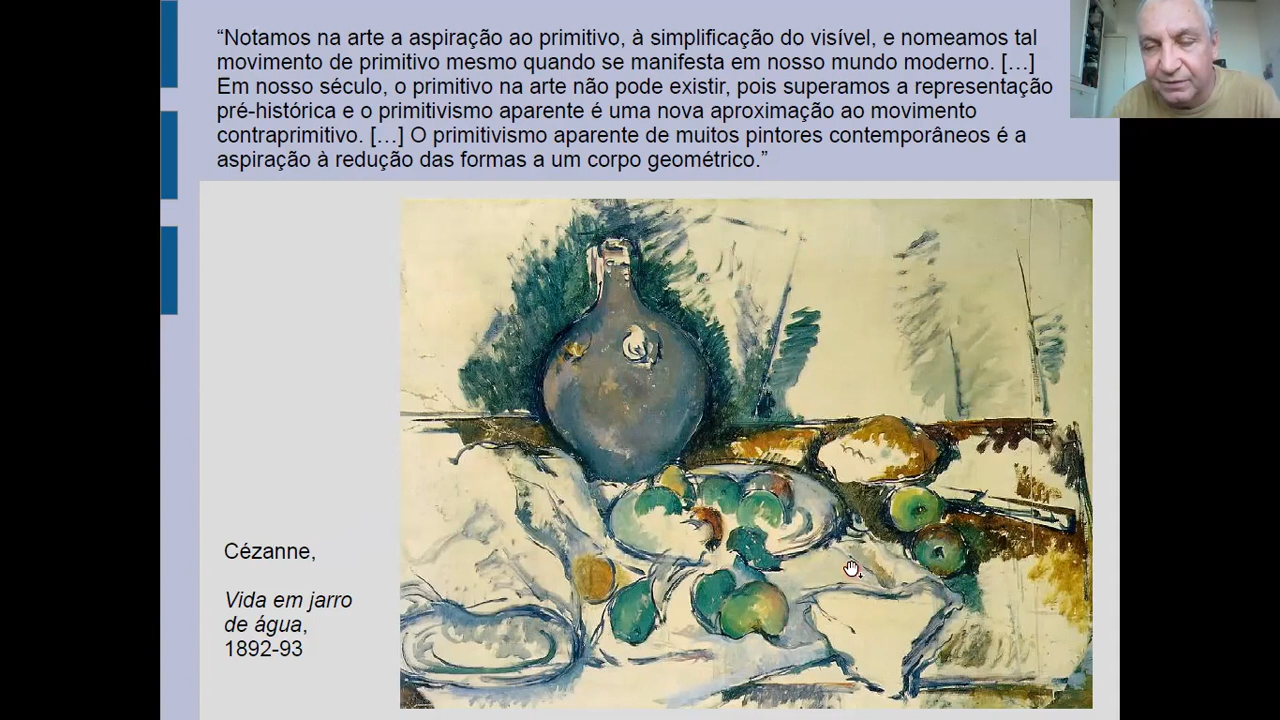 “Notamos na arte a aspiração ao primitivo, à simplificação do visível, e nomeamos tal
movimento de primitivo mesmo quando se manifesta em nosso mundo moderno. […]
Em nosso século, o primitivo na arte não pode existir, pois superamos a representação
pré-histórica e o primitivismo aparente é uma nova aproximação ao movimento
contraprimitivo. […] O primitivismo aparente de muitos pintores contemporâneos é a
aspiração à redução das formas a um corpo geométrico.”
Cézanne,
Vida em jarro
de água,
1892-93